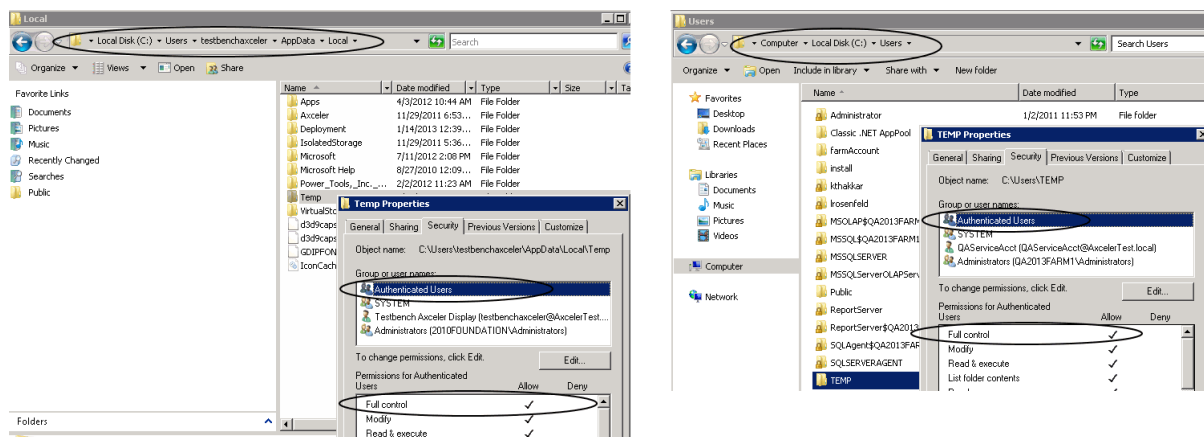 Local
Local Disk (C:) Users testbenchaxceler AppData Local
Search
Organize Views Open Share
Favorite Links
Documents
Pictures
Music
Recently Changed
Searches
Public
Folders
Name Date modified Type Size
Apps 4/3/2012 10:44 AM File Folder
Axceler 11/29/2011 6:53... File Folder
Deployment 1/14/2013 12:39... File Folder
IsolatedStorage 11/29/2011 5:36... File Folder
Microsoft 7/11/2012 2:08 PM File Folder
Microsoft Help 8/27/2010 12:09... File Folder
Power_Tools,_Inc._... 2/2/2012 11:23 AM File Folder
Temp
VirtualSto
d3d9caps
d3d9caps
GDIPFON
IconCach
Temp Properties
General Sharing Security Previous Versions Customize
Object name: C:\Users\testbenchaxceler\AppData\Local\Temp
Group or user names:
Authenticated Users
SYSTEM
Testbench Axceler Display (testbenchaxceler@AxcelerTest....
Administrators (2010FOUNDATION\Administrators)
To change permissions, click Edit.
Edit...
Permissions for Authenticated
Users Allow Deny
Full control
Modify
Read & execute
Users
Computer Local Disk (C:) Users
Search Users
Organize Open Include in library Share with New folder
Favorites
Desktop
Downloads
Recent Places
Libraries
Documents
Music
Pictures
Videos
Computer
Network
Name Date modified Type
Administrator 1/2/2011 11:53 PM File folder
Classic .NET AppPool
farmAccount
install
kthakkar
lrosenfeld
MSOLAP$QA2013FARM
MSSQL$QA2013FARM1
MSSQLSERVER
MSSQLServerOLAPServ
Public
ReportServer
ReportServer$QA2013
SQLAgent$QA2013FAR
SQLSERVERAGENT
TEMP
TEMP Properties
General Sharing Security Previous Versions Customize
Object name: C:\Users\TEMP
Group or user names:
Authenticated Users
SYSTEM
QAServiceAcct (QAServiceAcct@AxcelerTest.local)
Administrators (QA2013FARM1\Administrators)
To change permissions, click Edit.
Edit...
Permissions for Authenticated
Users Allow Deny
Full control
Modify
Read & execute
List folder contents